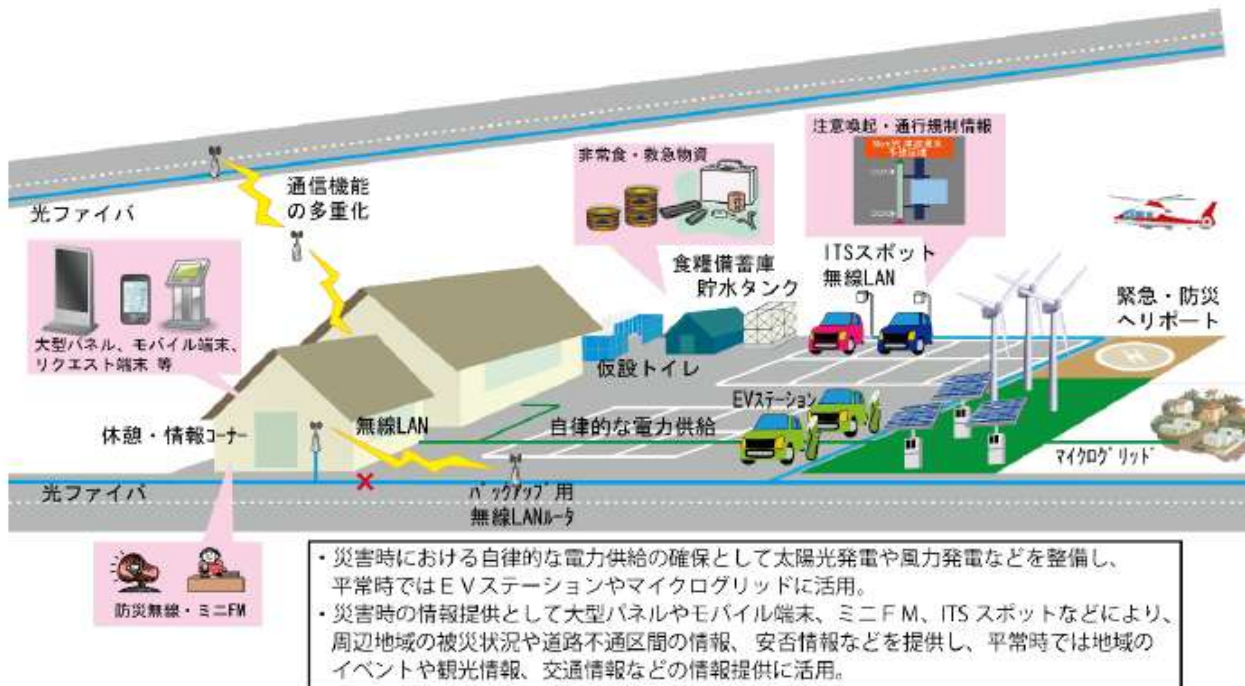 注意喚起・通行規制情報
非常食・救急物資
通信機能
の多重化
光ファイバ
ITSスポット
無線LAN
食糧備蓄庫
貯水タンク
緊急・防災
ヘリポート
H
大型パネル、モバイル端末、
リクエスト端末 等
仮設トイレ
EVステーション
無線LAN
自律的な電力供給
休憩・情報コーナー
マイクログリッド
光ファイバ
バックアップ用
無線LANルータ
防災無線・ミニFM
・災害時における自律的な電力供給の確保として太陽光発電や風力発電などを整備し、
平常時ではＥＶステーションやマイクログリッドに活用。
・災害時の情報提供として大型パネルやモバイル端末、ミニＦＭ、ITS スポットなどにより、
周辺地域の被災状況や道路不通区間の情報、安否情報などを提供し、平常時では地域の
イベントや観光情報、交通情報などの情報提供に活用。